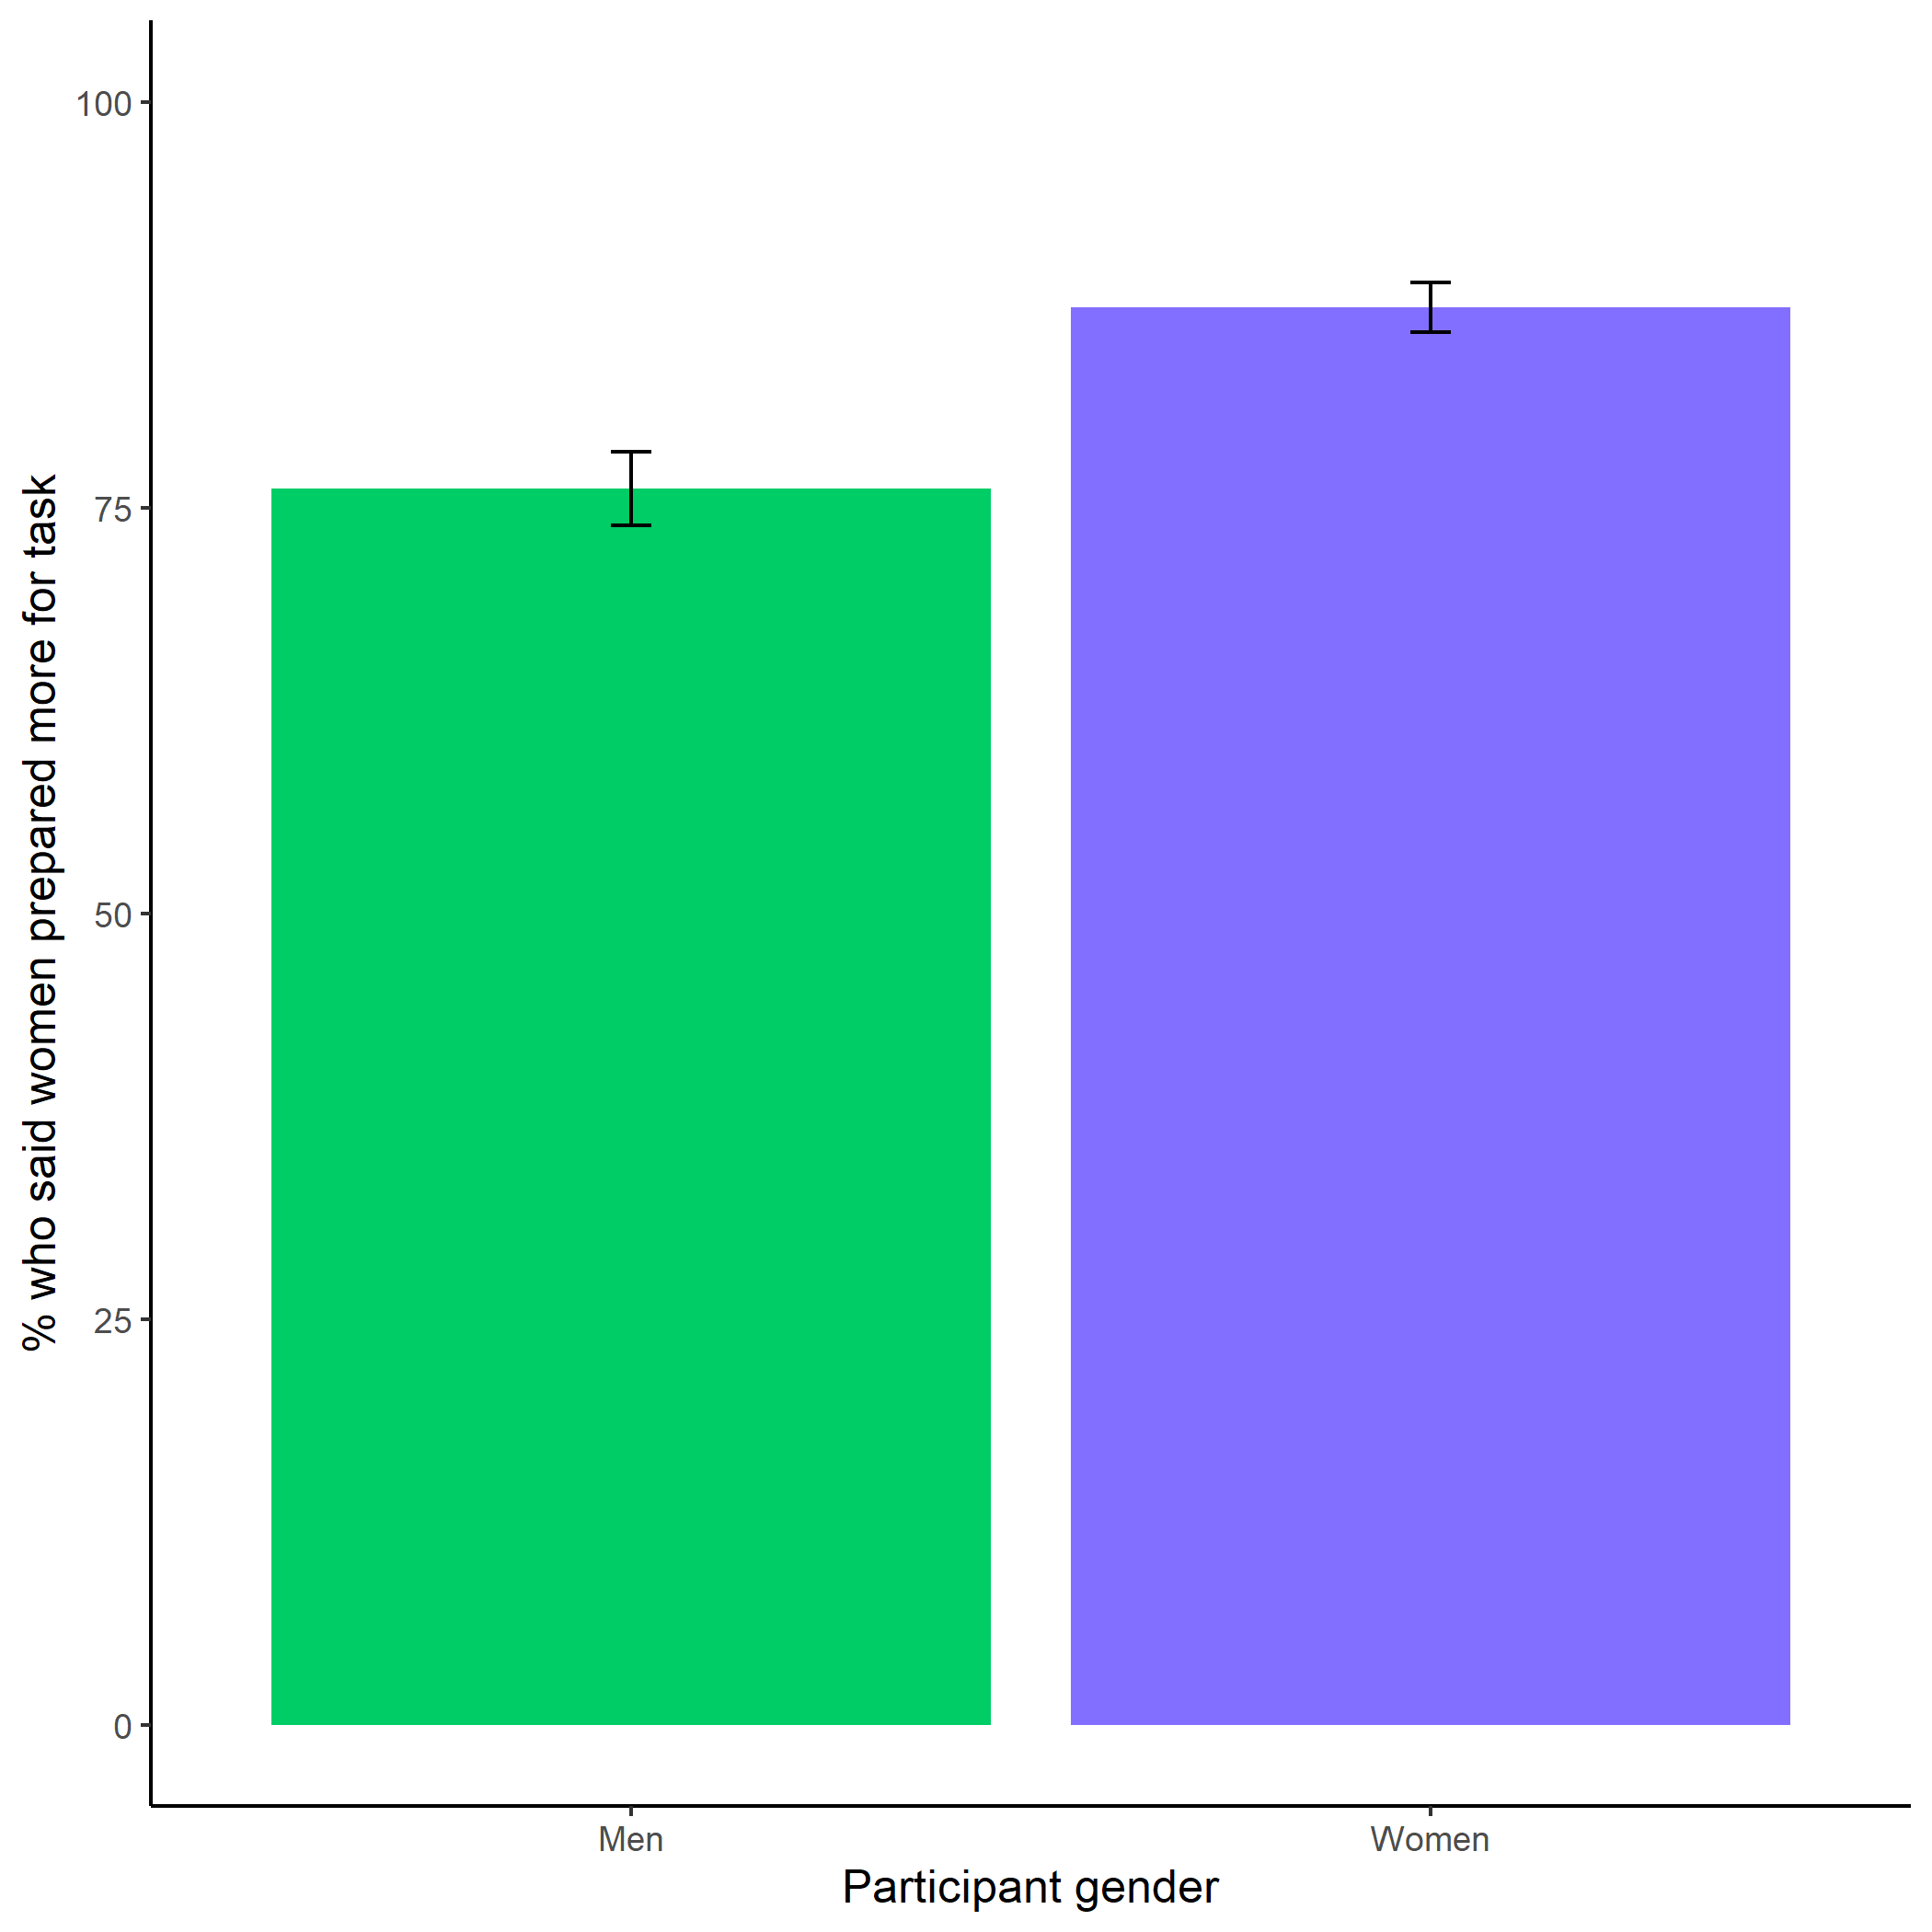 % who said women prepared more for task
100
75
50
25
0
Men
Women
Participant gender